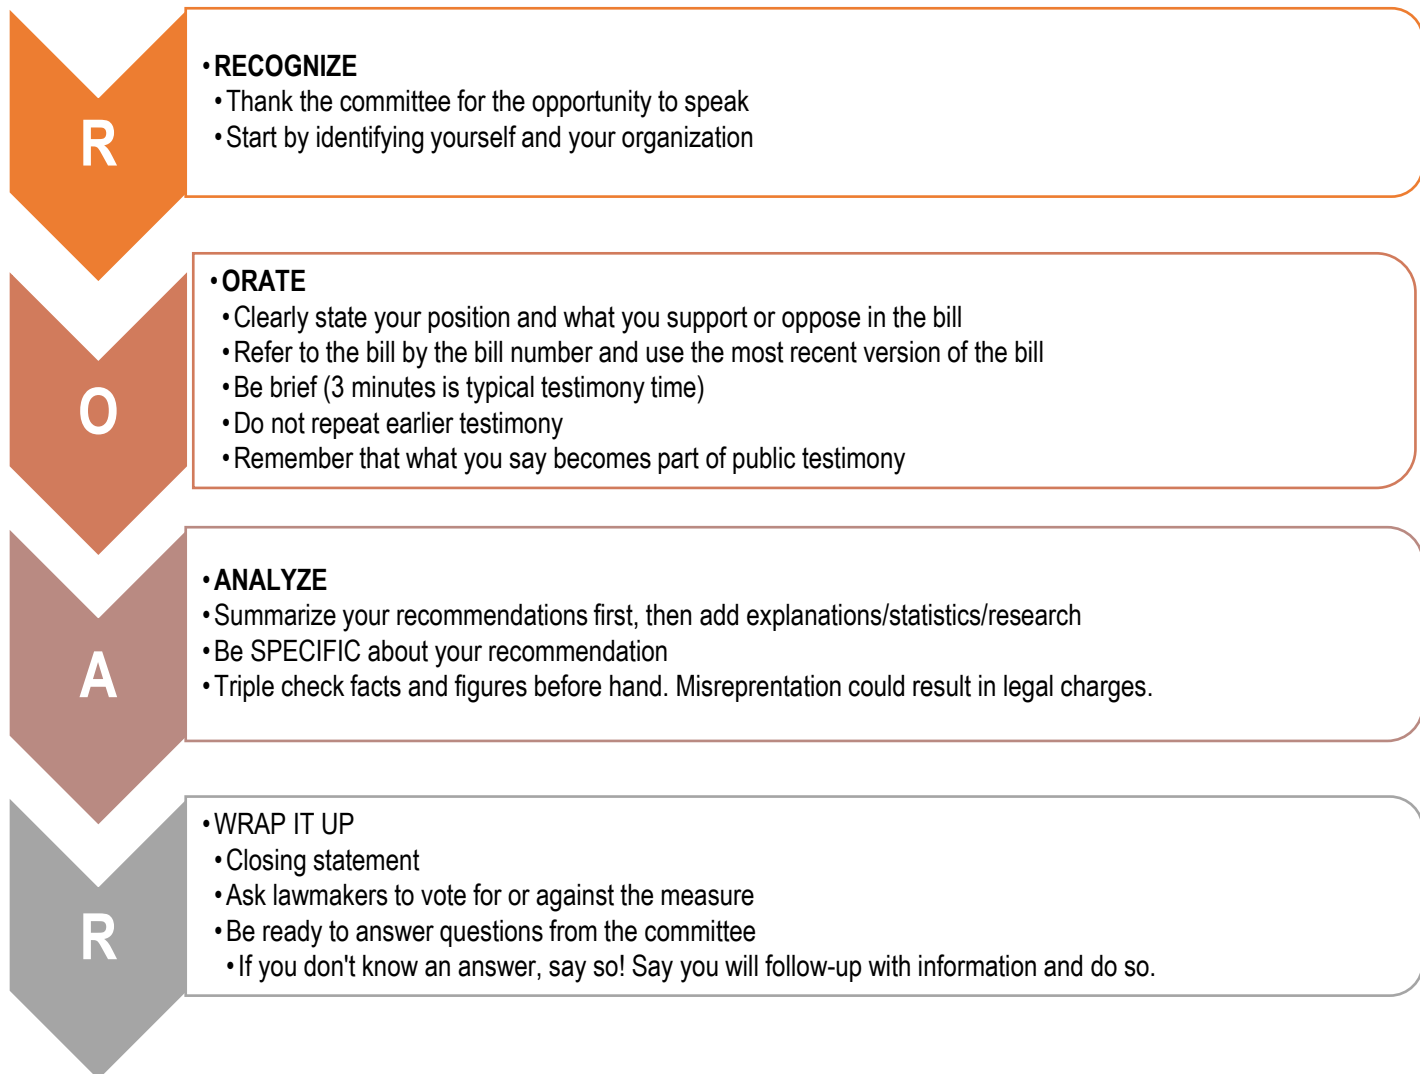 R
•RECOGNIZE
•Thank the committee for the opportunity to speak
•Start by identifying yourself and your organization
O
•ORATE
•Clearly state your position and what you support or oppose in the bill
•Refer to the bill by the bill number and use the most recent version of the bill
•Be brief (3 minutes is typical testimony time)
•Do not repeat earlier testimony
•Remember that what you say becomes part of public testimony
A
•ANALYZE
•Summarize your recommendations first, then add explanations/statistics/research
•Be SPECIFIC about your recommendation
•Triple check facts and figures before hand. Misreprentation could result in legal charges.
R
•WRAP IT UP
•Closing statement
•Ask lawmakers to vote for or against the measure
•Be ready to answer questions from the committee
•If you don't know an answer, say so! Say you will follow-up with information and do so.